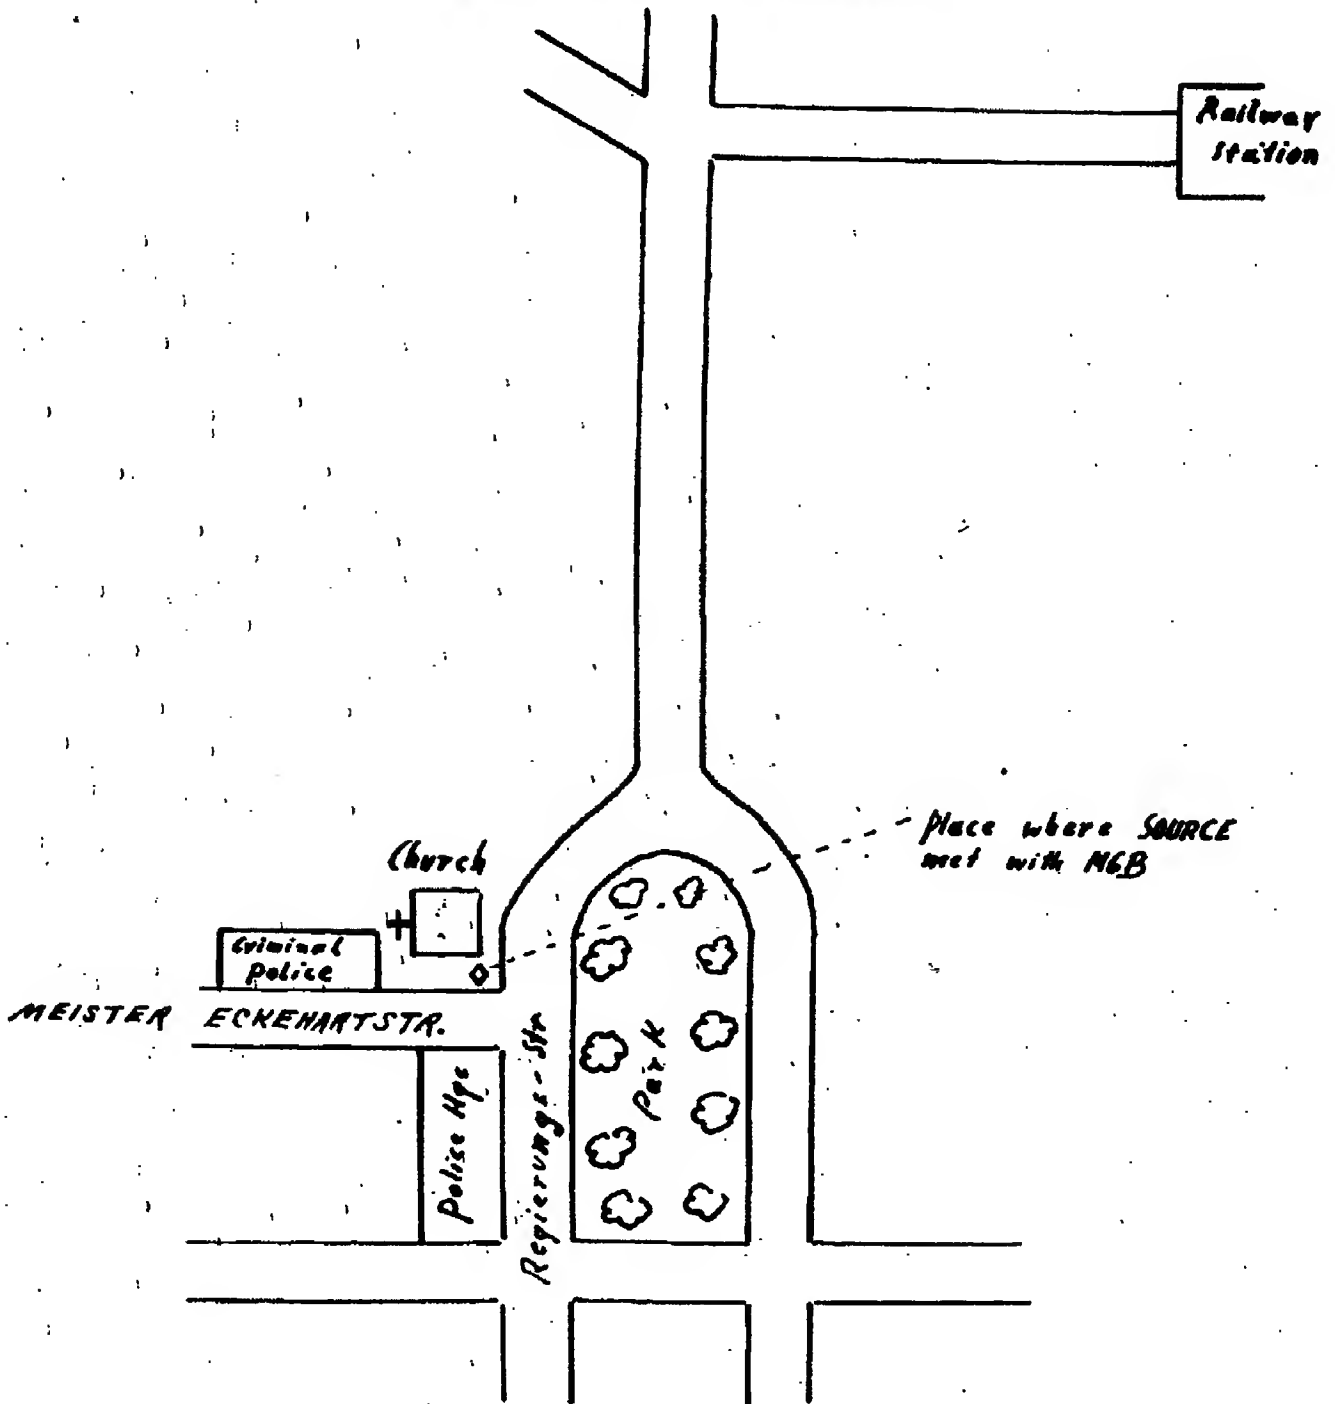 Railway
Station
Place where SOURCE
met with MGB
Church
Criminal
Police
MEISTER ECKEHARTSTR.
Police Hqs
Regierungs-Str
Park